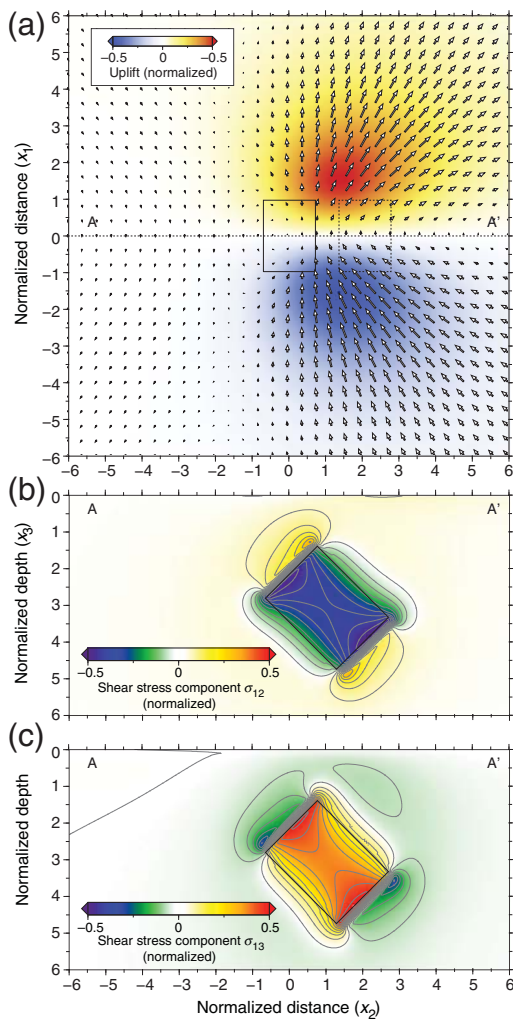 (a)
6
5
4
3
2
1
0
−1
−2
−3
−4
−5
−6
Normalized distance (x1)
−0.5 0 −0.5
Uplift (normalized)
A A'
−6 −5 −4 −3 −2 −1 0 1 2 3 4 5 6
(b)
0
1
2
3
4
5
6
Normalized depth (x3)
A A'
−0.5 0 0.5
Shear stress component σ12
(normalized)
(c)
0
1
2
3
4
5
6
Normalized depth
A A'
−0.5 0 0.5
Shear stress component σ13
(normalized)
−6 −5 −4 −3 −2 −1 0 1 2 3 4 5 6
Normalized distance (x2)